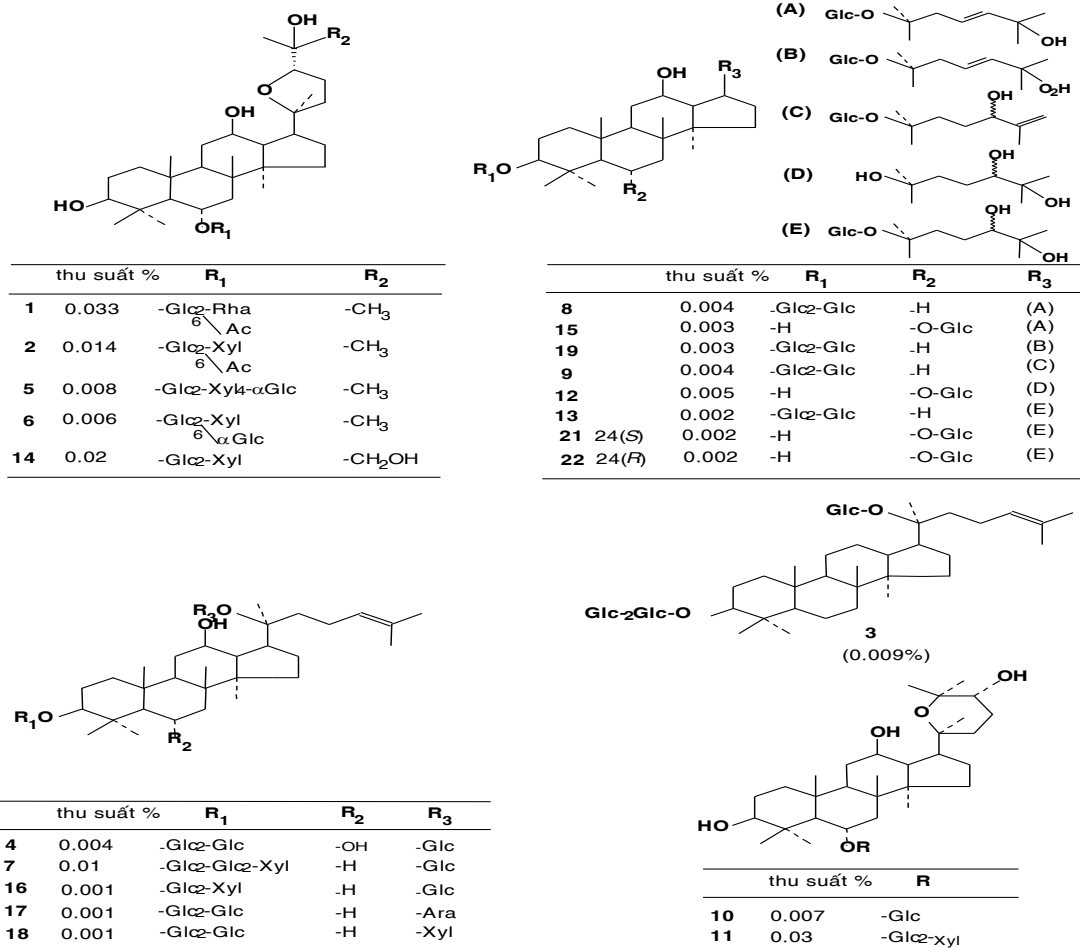 OH
R2
O
OH
HO
OR1
thu suất % R1 R2
1 0.033 -Glc2-Rha -CH3
6 Ac
2 0.014 -Glc2-Xyl -CH3
6 Ac
5 0.008 -Glc2-Xyl4-αGlc -CH3
6 0.006 -Glc2-Xyl -CH3
6 αGlc
14 0.02 -Glc2-Xyl -CH2OH
OH R3
R1O
R2
(A) Glc-O
OH
(B) Glc-O
O2H
(C) Glc-O OH
(D) HO OH
OH
(E) Glc-O OH
OH
thu suất % R1 R2 R3
8 0.004 -Glc2-Glc -H (A)
15 0.003 -H -O-Glc (A)
19 0.003 -Glc2-Glc -H (B)
9 0.004 -Glc2-Glc -H (C)
12 0.005 -H -O-Glc (D)
13 0.002 -Glc2-Glc -H (E)
21 24(S) 0.002 -H -O-Glc (E)
22 24(R) 0.002 -H -O-Glc (E)
R3O
OH
R1O
R2
thu suất % R1 R2 R3
4 0.004 -Glc2-Glc -OH -Glc
7 0.01 -Glc2-Glc2-Xyl -H -Glc
16 0.001 -Glc2-Xyl -H -Glc
17 0.001 -Glc2-Glc -H -Ara
18 0.001 -Glc2-Glc -H -Xyl
Glc-O
Glc-2Glc-O
3
(0.009%)
OH
O
OH
HO
OR
thu suất % R
10 0.007 -Glc
11 0.03 -Glc2-Xyl